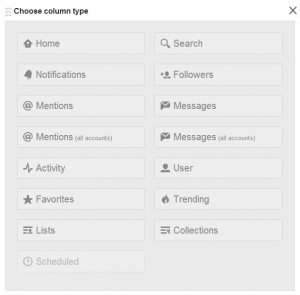 Choose column type
Home
Search
Notifications
Followers
Mentions
Messages
Mentions (all accounts)
Messages (all accounts)
Activity
User
Favorites
Trending
Lists
Collections
Scheduled